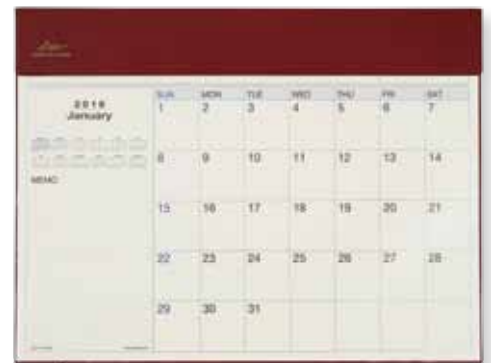 2018
January
MEMO
SUN MON TUE WED THU FRI SAT
1 2 3 4 5 6 7
8 9 10 11 12 13 14
15 16 17 18 19 20 21
22 23 24 25 26 27 28
29 30 31